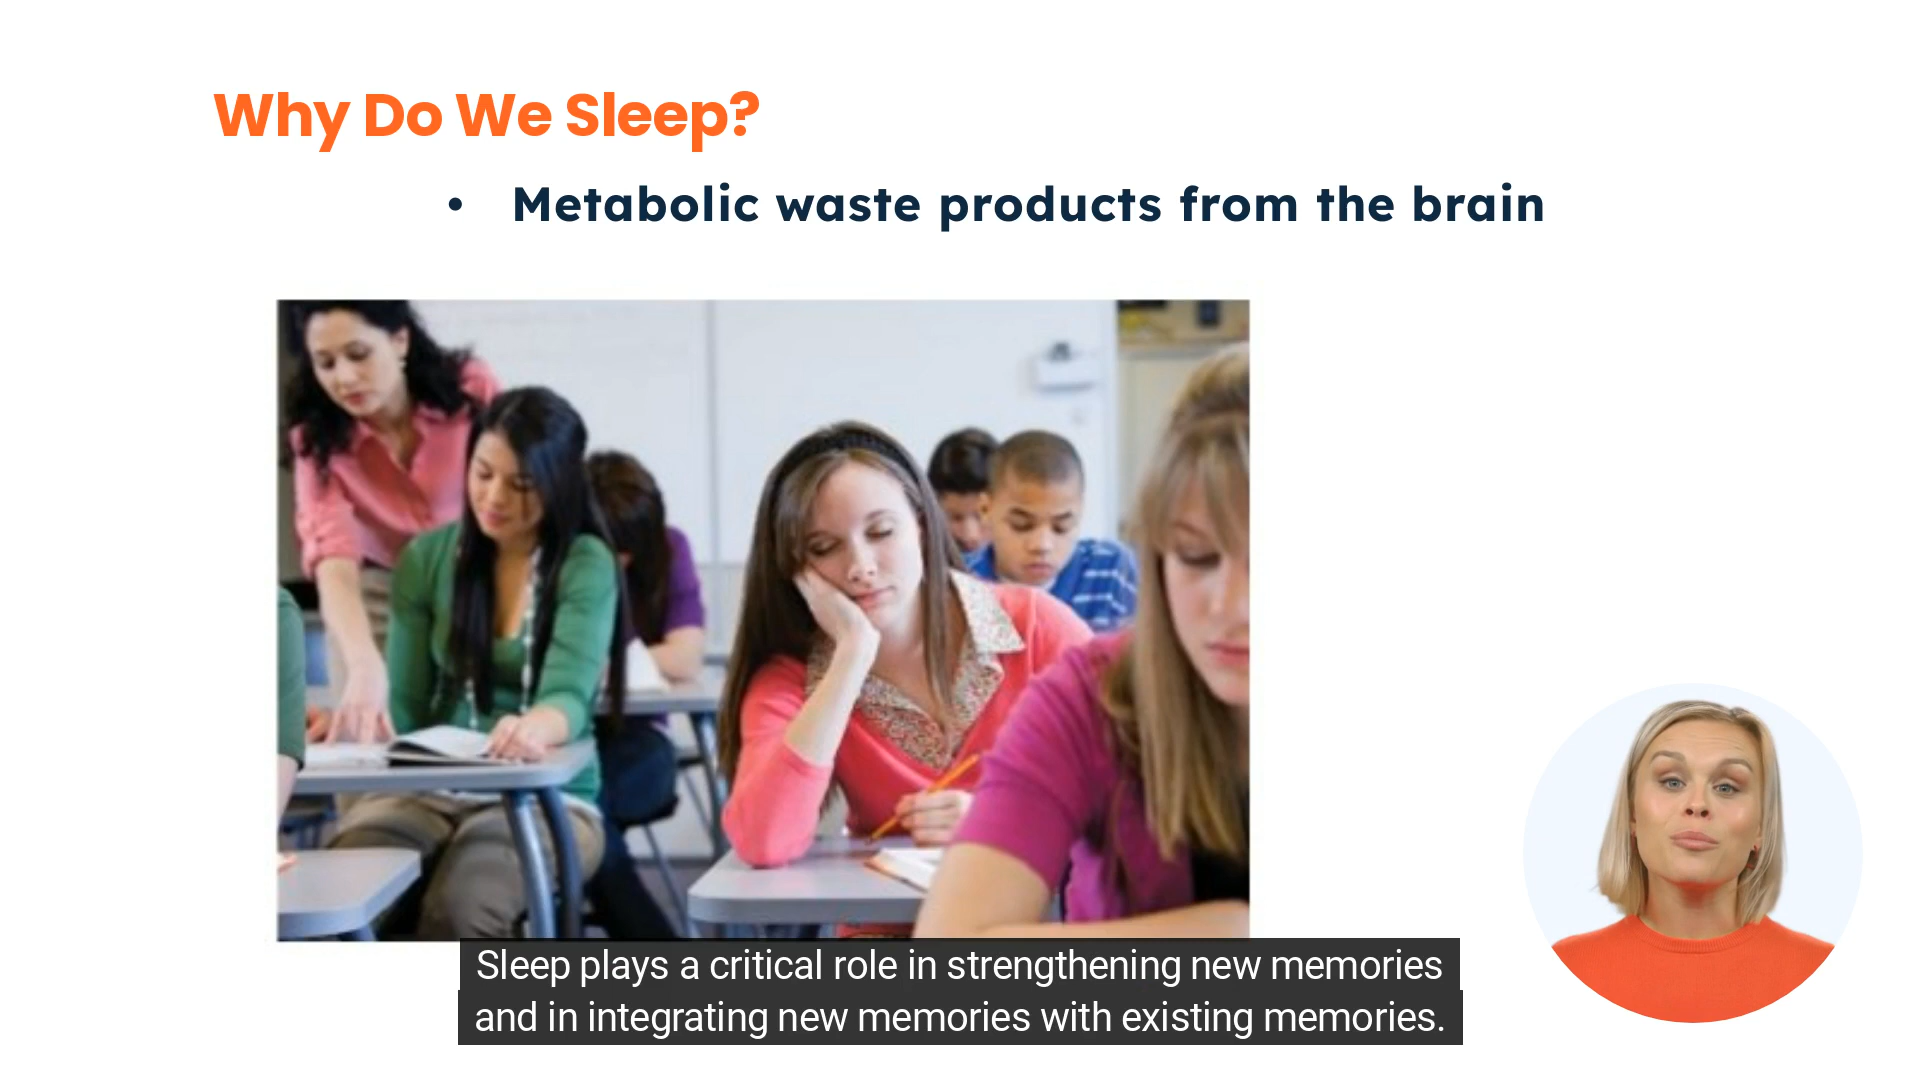 Why Do We Sleep?
• Metabolic waste products from the brain
Sleep plays a critical role in strengthening new memories
and in integrating new memories with existing memories.